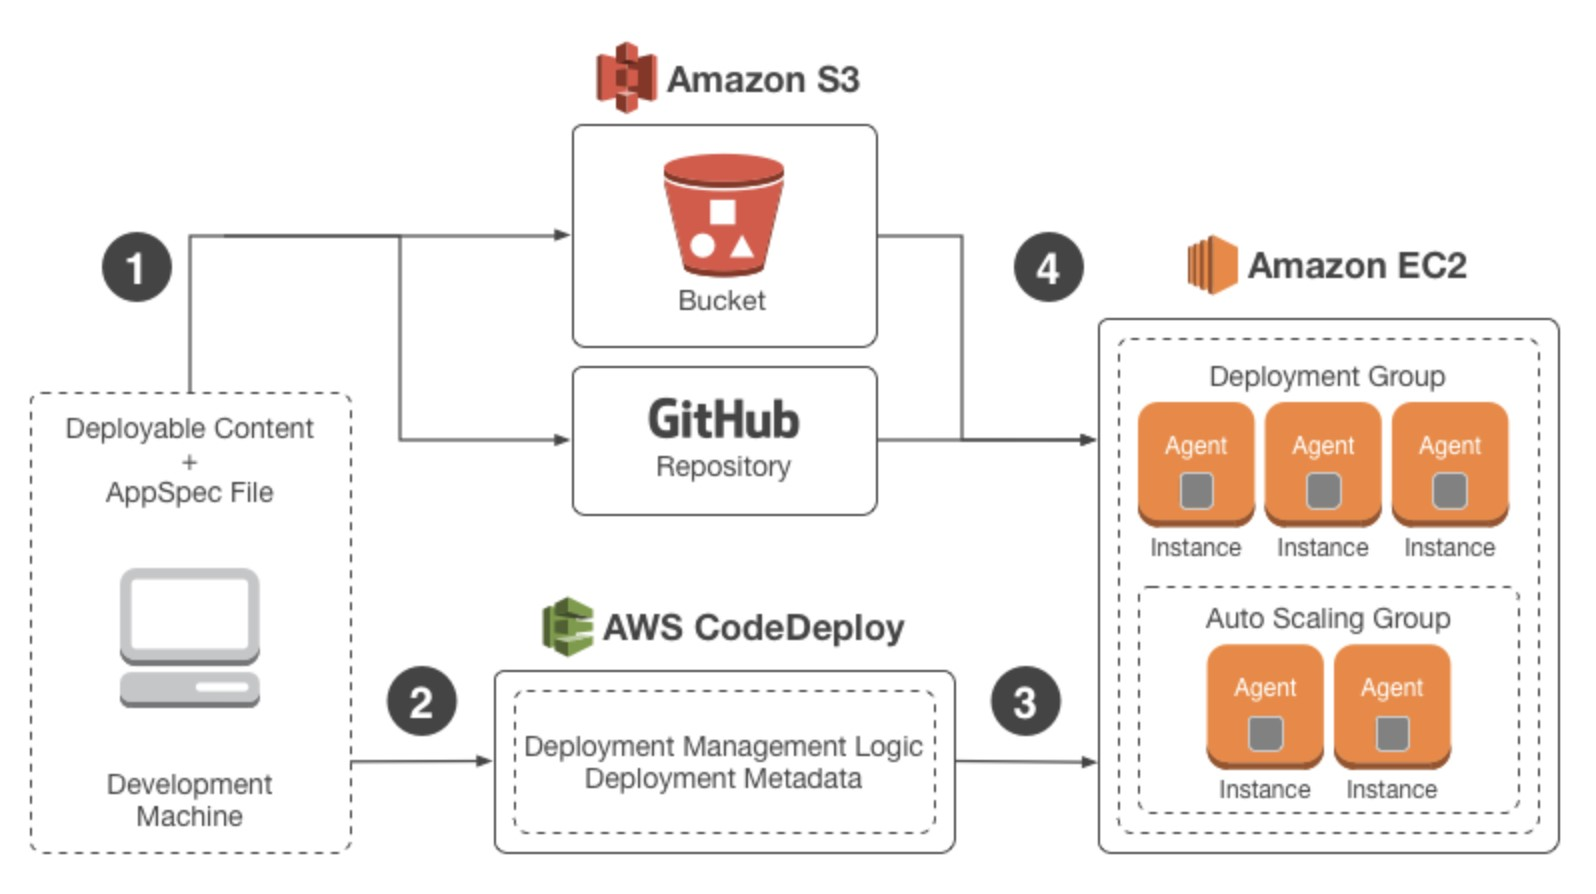 Amazon S3
Bucket
1
4
Amazon EC2
GitHub
Repository
Deployable Content
+
AppSpec File
Development
Machine
2
AWS CodeDeploy
Deployment Management Logic
Deployment Metadata
3
Deployment Group
Agent Agent Agent
Instance Instance Instance
Auto Scaling Group
Agent Agent
Instance Instance